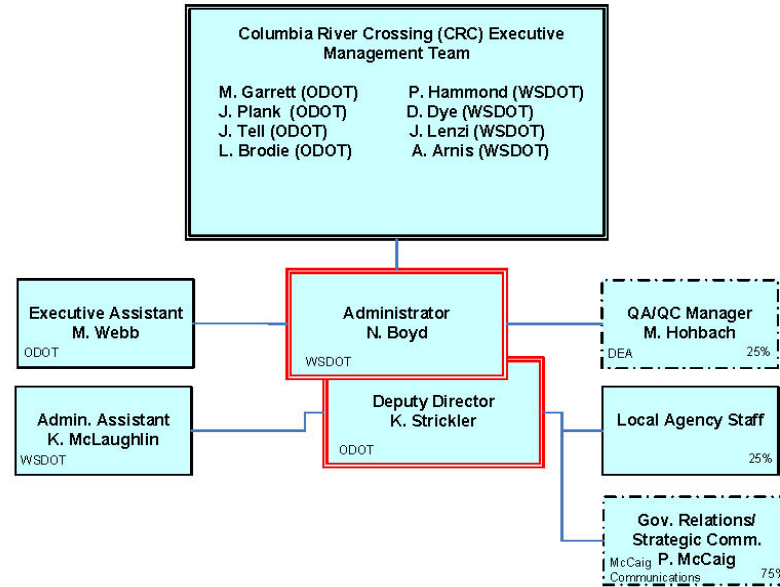 Columbia River Crossing (CRC) Executive
Management Team
M. Garrett (ODOT) P. Hammond (WSDOT)
J. Plank (ODOT) D. Dye (WSDOT)
J. Tell (ODOT) J. Lenzi (WSDOT)
L. Brodie (ODOT) A. Arnis (WSDOT)
Executive Assistant
M. Webb
ODOT
Administrator
N. Boyd
WSDOT
QA/QC Manager
M. Hohbach
DEA 25%
Admin. Assistant
K. McLaughlin
WSDOT
Deputy Director
K. Strickler
ODOT
Local Agency Staff
25%
Gov. Relations/
Strategic Comm.
McCaig P. McCaig
Communications 75%